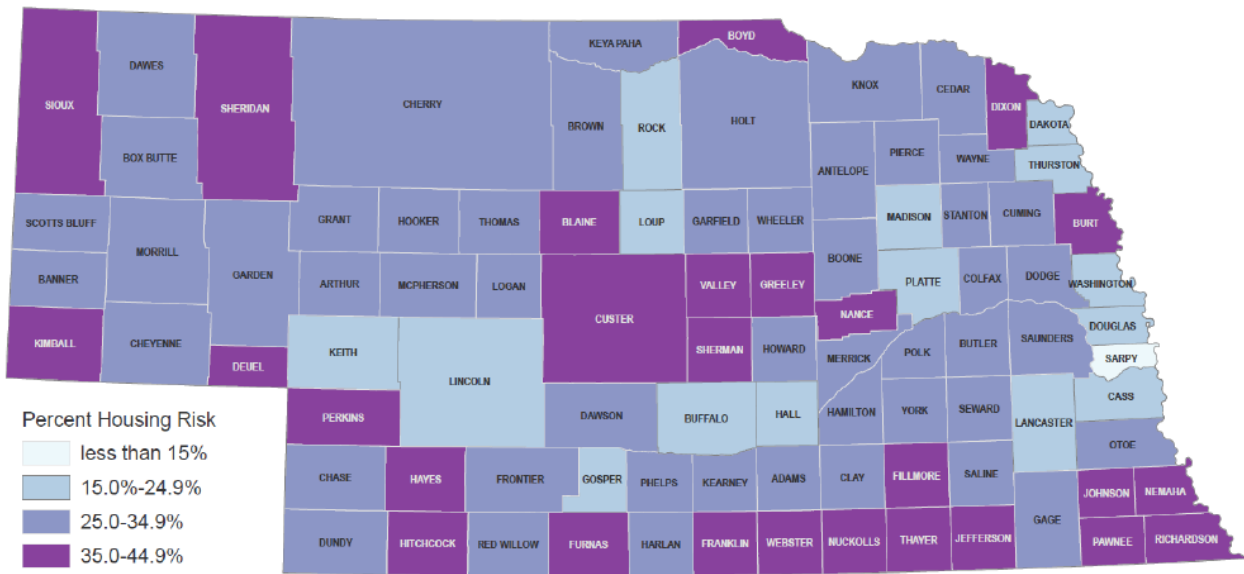 BOYD
KEYA PAHA
DAWES
KNOX
CEDAR
SIOUX
SHERIDAN
CHERRY
DIXON
BROWN
ROCK
HOLT
DAKOTA
BOX BUTTE
PIERCE
WAYNE
THURSTON
ANTELOPE
SCOTTS BLUFF
GRANT
HOOKER
THOMAS
BLAINE
LOUP
GARFIELD
WHEELER
MADISON
STANTON
CUMING
BURT
MORRILL
BOONE
BANNER
GARDEN
ARTHUR
MCPHERSON
LOGAN
VALLEY
GREELEY
PLATTE
COLFAX
DODGE
WASHINGTON
CUSTER
NANCE
KIMBALL
CHEYENNE
DEUEL
KEITH
LINCOLN
SHERMAN
HOWARD
MERRICK
POLK
BUTLER
SAUNDERS
DOUGLAS
SARPY
PERKINS
DAWSON
BUFFALO
HALL
HAMILTON
YORK
SEWARD
LANCASTER
CASS
OTOE
CHASE
HAYES
FRONTIER
GOSPER
PHELPS
KEARNEY
ADAMS
CLAY
FILLMORE
SALINE
JOHNSON
NEMAHA
GAGE
DUNDY
HITCHCOCK
RED WILLOW
FURNAS
HARLAN
FRANKLIN
WEBSTER
NUCKOLLS
THAYER
JEFFERSON
PAWNEE
RICHARDSON
Percent Housing Risk
less than 15%
15.0%-24.9%
25.0-34.9%
35.0-44.9%